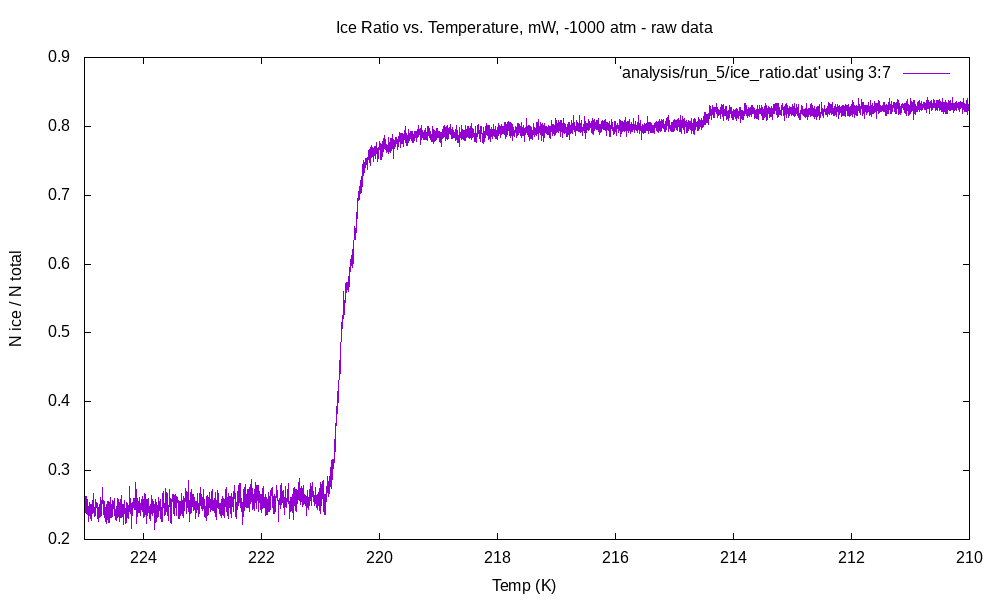 Ice Ratio vs. Temperature, mW, -1000 atm - raw data
'analysis/run_5/ice_ratio.dat' using 3:7
0.9
0.8
0.7
0.6
0.5
0.4
0.3
0.2
N ice / N total
224 222 220 218 216 214 212 210
Temp (K)